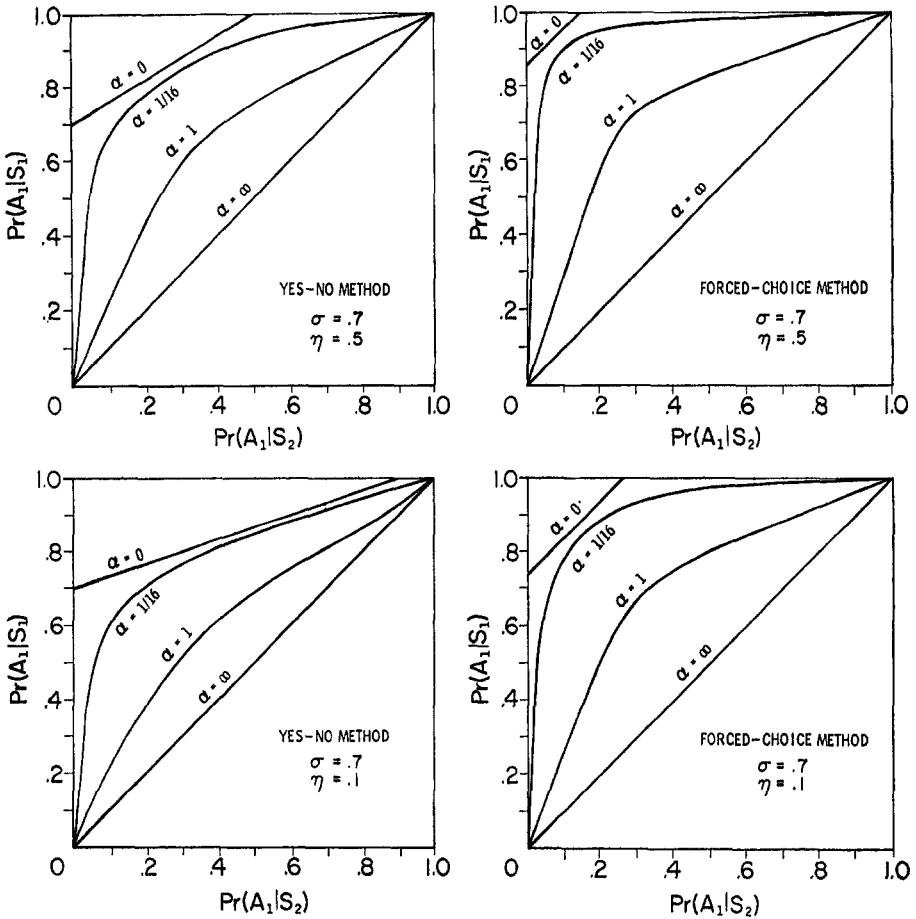 1.0
.8
.6
.4
.2
0
.2
.4
.6
.8
1.0
Pr(A₁|S₁)
Pr(A₁|S₂)
α = 0
α = 1/16
α = 1
α = ∞
YES-NO METHOD
σ = .7
η = .5
1.0
.8
.6
.4
.2
0
.2
.4
.6
.8
1.0
Pr(A₁|S₁)
Pr(A₁|S₂)
α = 0
α = 1/16
α = 1
α = ∞
FORCED-CHOICE METHOD
σ = .7
η = .5
1.0
.8
.6
.4
.2
0
.2
.4
.6
.8
1.0
Pr(A₁|S₁)
Pr(A₁|S₂)
α = 0
α = 1/16
α = 1
α = ∞
YES-NO METHOD
σ = .7
η = .1
1.0
.8
.6
.4
.2
0
.2
.4
.6
.8
1.0
Pr(A₁|S₁)
Pr(A₁|S₂)
α = 0
α = 1/16
α = 1
α = ∞
FORCED-CHOICE METHOD
σ = .7
η = .1